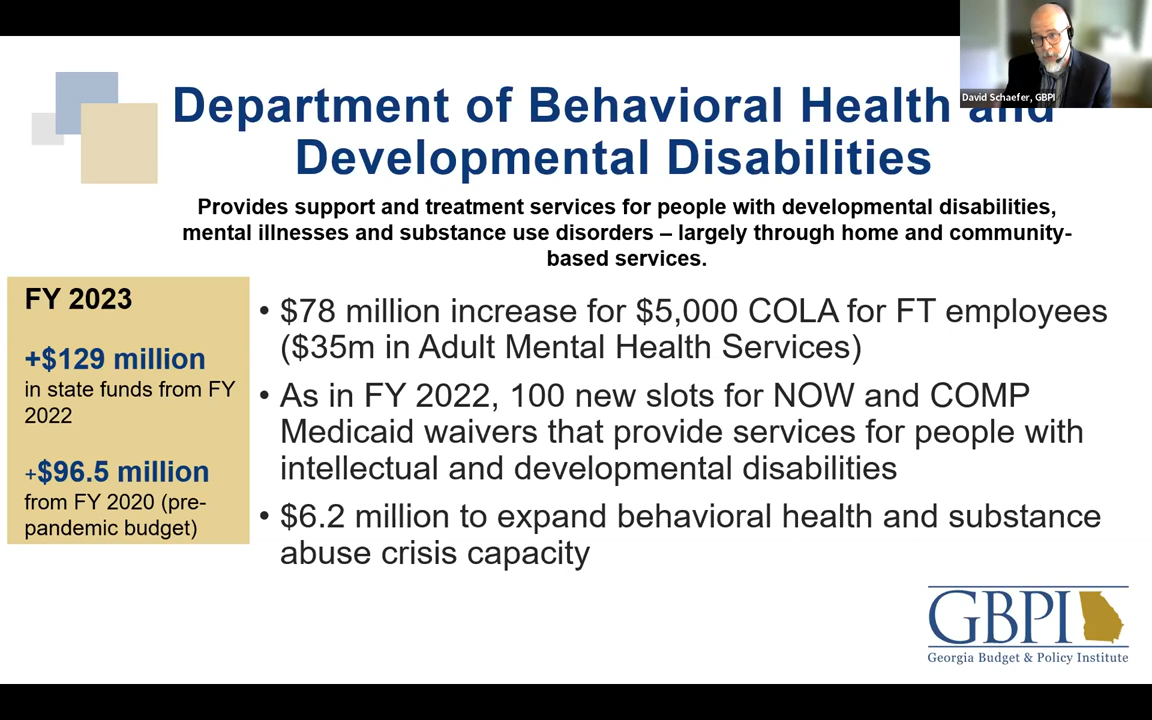 David Schaefer, GBPI
Department of Behavioral Health and
Developmental Disabilities
Provides support and treatment services for people with developmental disabilities,
mental illnesses and substance use disorders – largely through home and community-
based services.
FY 2023
+$129 million
in state funds from FY
2022
+$96.5 million
from FY 2020 (pre-
pandemic budget)
• $78 million increase for $5,000 COLA for FT employees
($35m in Adult Mental Health Services)
• As in FY 2022, 100 new slots for NOW and COMP
Medicaid waivers that provide services for people with
intellectual and developmental disabilities
• $6.2 million to expand behavioral health and substance
abuse crisis capacity
GBPI
Georgia Budget & Policy Institute